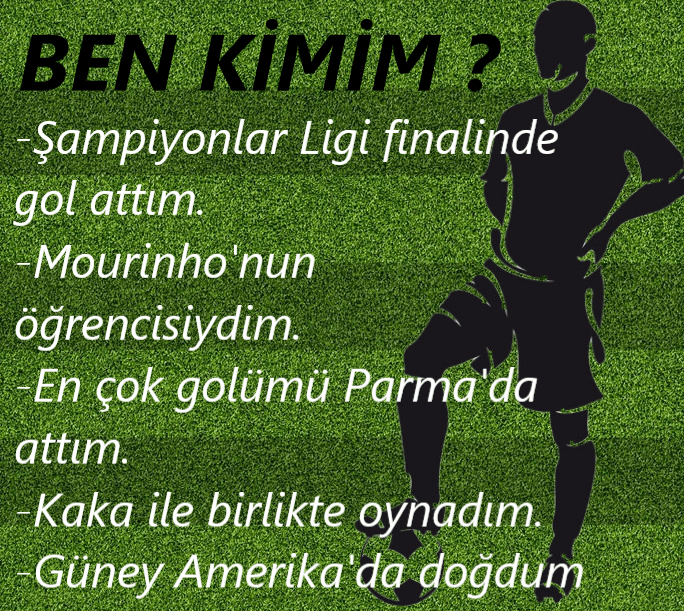 BEN KİMİM ?
-Şampiyonlar Ligi finalinde
gol attım.
-Mourinho'nun
öğrencisiydim.
-En çok golümü Parma'da
attım.
-Kaka ile birlikte oynadım.
-Güney Amerika'da doğdum